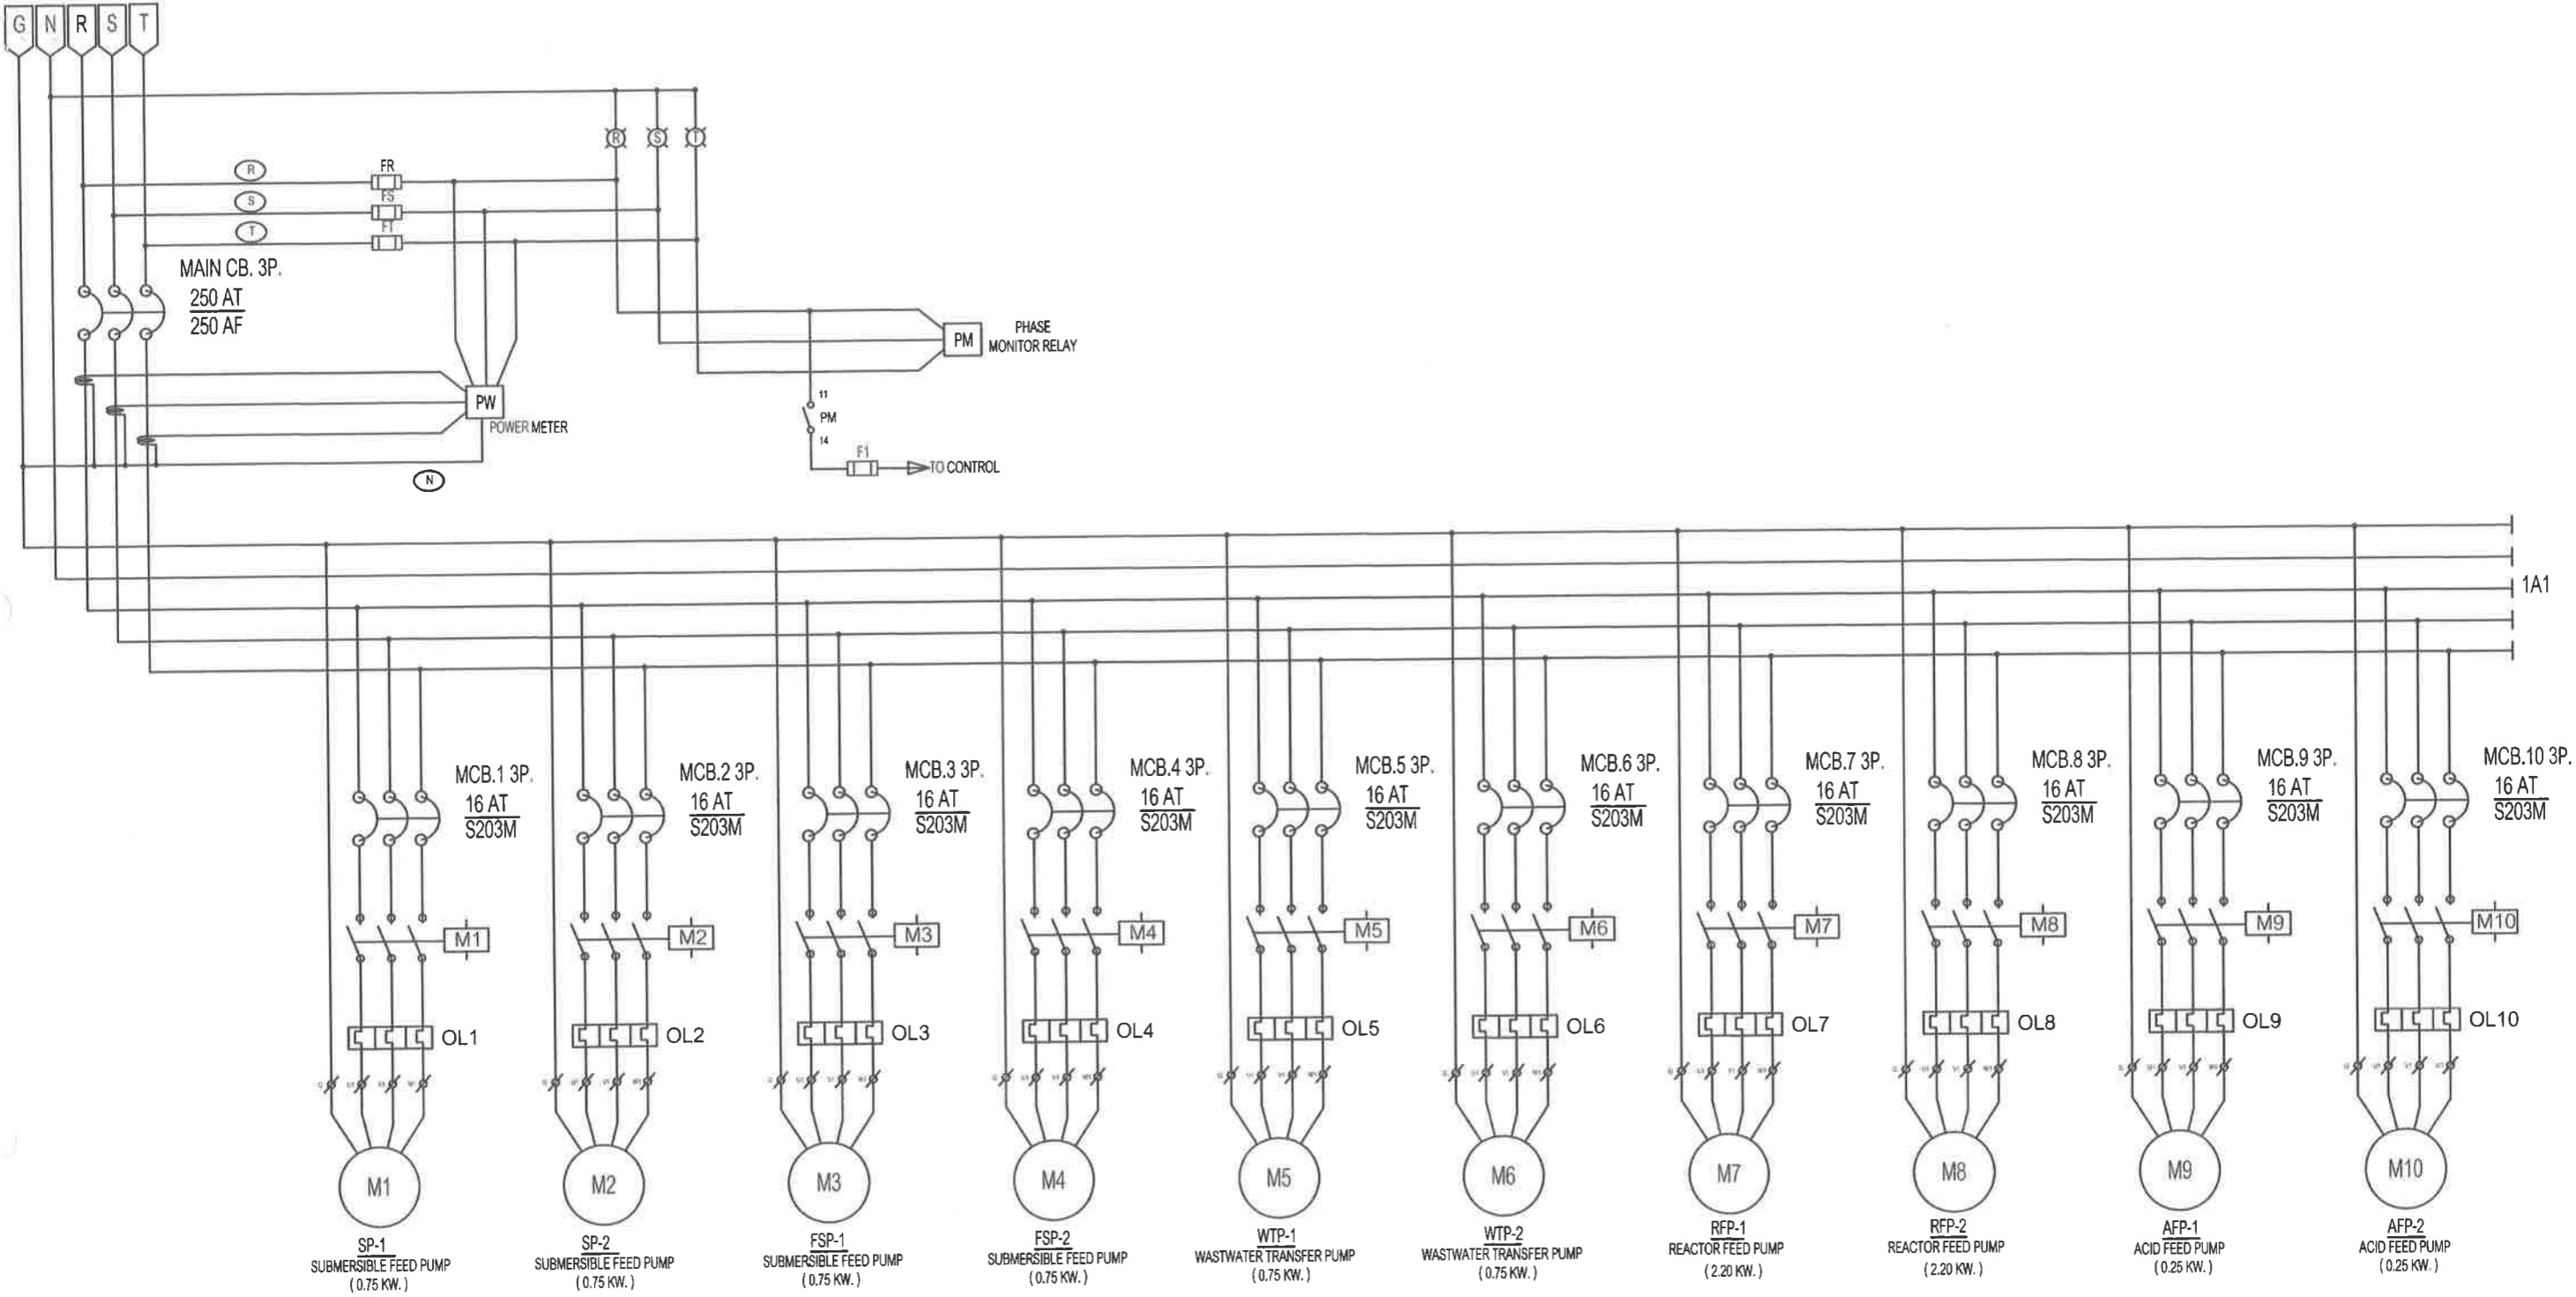 G N R S T
R S T
R
FR
S
FS
T
FT
MAIN CB. 3P.
250 AT
250 AF
PM
PHASE
MONITOR RELAY
PW
POWER METER
11
PM
14
F1
TO CONTROL
N
1A1
MCB.1 3P.
16 AT
S203M
MCB.2 3P.
16 AT
S203M
MCB.3 3P.
16 AT
S203M
MCB.4 3P.
16 AT
S203M
MCB.5 3P.
16 AT
S203M
MCB.6 3P.
16 AT
S203M
MCB.7 3P.
16 AT
S203M
MCB.8 3P.
16 AT
S203M
MCB.9 3P.
16 AT
S203M
MCB.10 3P.
16 AT
S203M
M1 M2 M3 M4 M5 M6 M7 M8 M9 M10
OL1 OL2 OL3 OL4 OL5 OL6 OL7 OL8 OL9 OL10
M1 M2 M3 M4 M5 M6 M7 M8 M9 M10
SP-1
SUBMERSIBLE FEED PUMP
( 0.75 KW. )
SP-2
SUBMERSIBLE FEED PUMP
( 0.75 KW. )
FSP-1
SUBMERSIBLE FEED PUMP
( 0.75 KW. )
FSP-2
SUBMERSIBLE FEED PUMP
( 0.75 KW. )
WTP-1
WASTWATER TRANSFER PUMP
( 0.75 KW. )
WTP-2
WASTWATER TRANSFER PUMP
( 0.75 KW. )
RFP-1
REACTOR FEED PUMP
( 2.20 KW. )
RFP-2
REACTOR FEED PUMP
( 2.20 KW. )
AFP-1
ACID FEED PUMP
( 0.25 KW. )
AFP-2
ACID FEED PUMP
( 0.25 KW. )